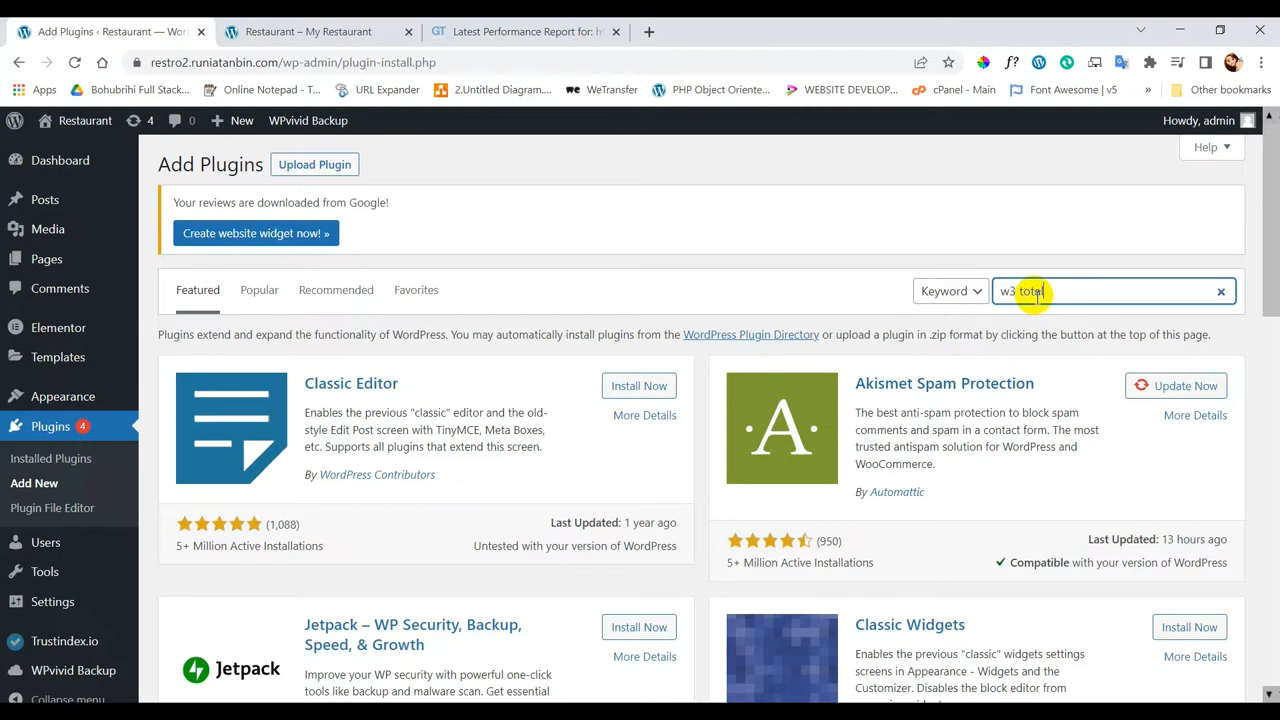 Add Plugins ‹ Restaurant — Wor
Restaurant – My Restaurant
GT Latest Performance Report for: ht
restro2.runiatanbin.com/wp-admin/plugin-install.php
f?
Apps
Bohubrihi Full Stack...
Online Notepad - T...
URL Expander
2.Untitled Diagram....
WeTransfer
PHP Object Oriente...
WEBSITE DEVELOP...
cPanel - Main
Font Awesome | v5
»
Other bookmarks
Restaurant
4
0
New
WPvivid Backup
Howdy, admin
Dashboard
Posts
Media
Pages
Comments
Elementor
Templates
Appearance
Plugins 4
Installed Plugins
Add New
Plugin File Editor
Users
Tools
Settings
Trustindex.io
WPvivid Backup
Collapse menu
Add Plugins
Upload Plugin
Help
Your reviews are downloaded from Google!
Create website widget now! »
Featured
Popular
Recommended
Favorites
Keyword
w3 total
Plugins extend and expand the functionality of WordPress. You may automatically install plugins from the WordPress Plugin Directory or upload a plugin in .zip format by clicking the button at the top of this page.
Classic Editor
Install Now
More Details
Enables the previous "classic" editor and the old-
style Edit Post screen with TinyMCE, Meta Boxes,
etc. Supports all plugins that extend this screen.
By WordPress Contributors
(1,088)
Last Updated: 1 year ago
5+ Million Active Installations
Untested with your version of WordPress
A
Akismet Spam Protection
Update Now
More Details
The best anti-spam protection to block spam
comments and spam in a contact form. The most
trusted antispam solution for WordPress and
WooCommerce.
By Automattic
(950)
Last Updated: 13 hours ago
5+ Million Active Installations
Compatible with your version of WordPress
Jetpack
Jetpack – WP Security, Backup,
Speed, & Growth
Install Now
More Details
Improve your WP security with powerful one-click
tools like backup and malware scan. Get essential
Classic Widgets
Install Now
More Details
Enables the previous "classic" widgets settings
screens in Appearance - Widgets and the
Customizer. Disables the block editor from